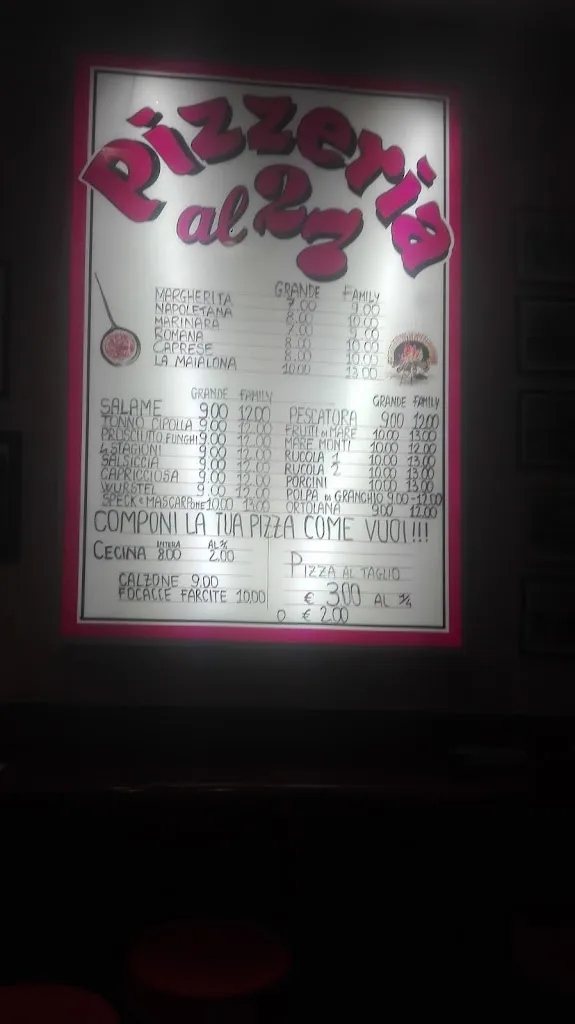 Pizzeria
al 27
GRANDE FAMILY
MARGHERITA 7.00 9.00
NAPOLETANA 8.00 10.00
MARINARA 7.00
ROMANA 8.00 10.00
CAPRESE 8.00 10.00
LA MAIALONA 10.00 13.00
GRANDE FAMILY
SALAME 9.00 12.00
TONNO CIPOLLA 9.00 12.00
PROSCIUTTO FUNGHI 9.00 12.00
4 STAGIONI 9.00 12.00
SALSICCIA 9.00 12.00
CAPRICCIOSA 9.00 12.00
WURSTEL 9.00 12.00
SPECK E MASCARPONE 10.00 13.00
GRANDE FAMILY
PESCATORA 9.00 12.00
FRUTTI DI MARE 10.00 13.00
MARE MONTI 10.00 12.00
RUCOLA 1 10.00 13.00
RUCOLA 2 10.00 13.00
PORCINI 10.00 13.00
POLPA DI GRANCHIO 9.00-12.00
ORTOLANA 9.00 12.00
COMPONI LA TUA PIZZA COME VUOI!!!
INTERA AL
CECINA 8.00 2.00
CALZONE 9.00
FOCACCE FARCITE 10.00
PIZZA AL TAGLIO
€ 3.00 AL
O € 2.00